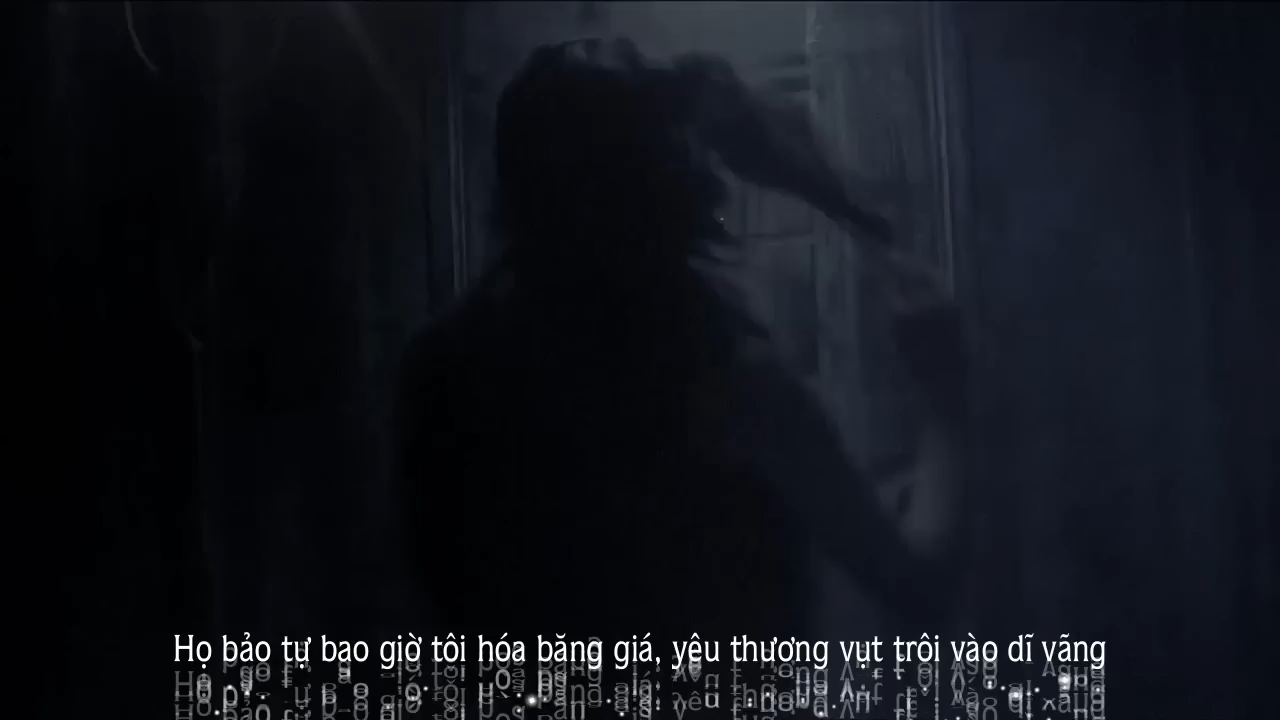 Họ bảo tự bao giờ tôi hóa băng giá, yêu thương vụt trôi vào dĩ vãng